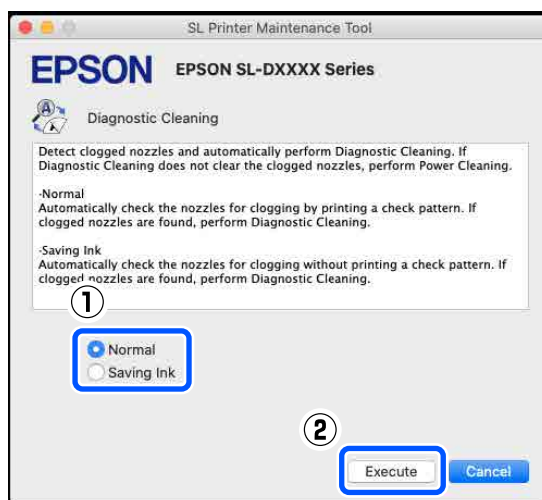 SL Printer Maintenance Tool
EPSON EPSON SL-DXXXX Series
A
Diagnostic Cleaning
Detect clogged nozzles and automatically perform Diagnostic Cleaning. If
Diagnostic Cleaning does not clear the clogged nozzles, perform Power Cleaning.
-Normal
Automatically check the nozzles for clogging by printing a check pattern. If
clogged nozzles are found, perform Diagnostic Cleaning.
-Saving Ink
Automatically check the nozzles for clogging without printing a check pattern. If
clogged nozzles are found, perform Diagnostic Cleaning.
①
Normal
Saving Ink
②
Execute Cancel